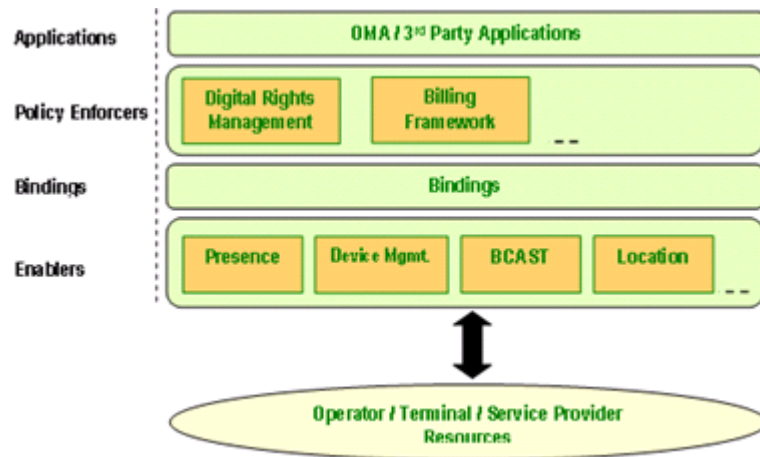 Applications
OMA / 3rd Party Applications
Policy Enforcers
Digital Rights
Management
Billing
Framework
--
Bindings
Bindings
Enablers
Presence
Device Mgmt.
BCAST
Location
--
Operator / Terminal / Service Provider
Resources